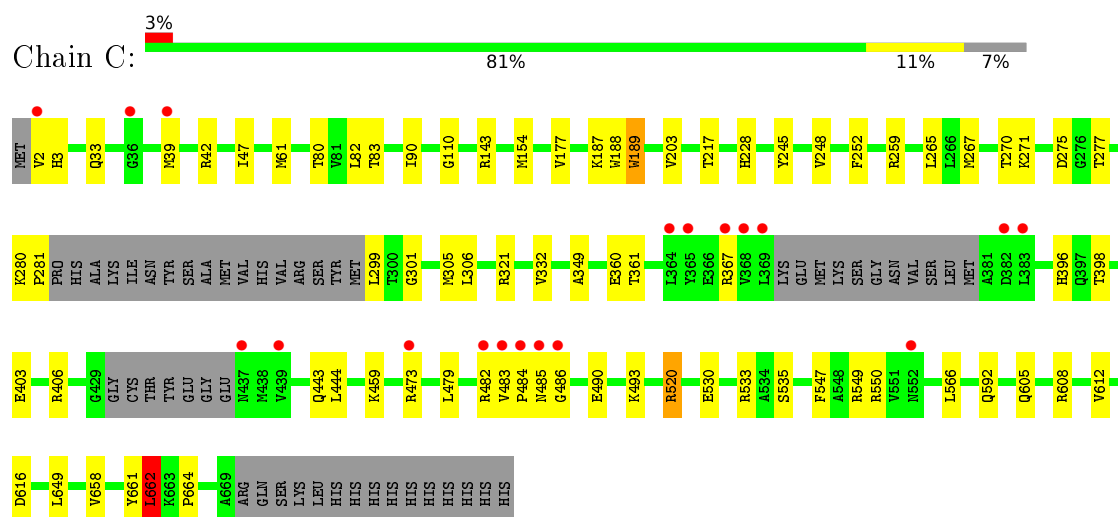 3%
Chain C:
81% 11% 7%
MET V2 H3 Q33 G36 M39 R42 I47 M61 T80 V81 L82 T83 I90 G110 R143 M154 V177 K187 W188 W189 V203 T217 H228 Y245 V248 F252 R259 L265 L266 M267 T270 K271 D275 G276 T277
K280 P281 PRO HIS ALA LYS ILE ASN TYR SER ALA MET VAL HIS VAL ARG SER TYR MET L299 T300 G301 M305 L306 R321 V332 A349 E360 T361 L364 Y365 E366 R367 V368 L369 LYS GLU MET LYS SER GLY ASN VAL SER LEU MET A381 D382 L383 H396 Q397 T398
E403 R406 G429 GLY CYS THR TYR GLU GLY GLU N437 M438 V439 Q443 L444 K459 R473 L479 R482 V483 P484 N485 G486 E490 K493 R520 E530 R533 A534 S535 F547 A548 R549 R550 V551 N552 L566 Q592 Q605 R608 V612
D616 L649 V658 Y661 L662 K663 P664 A669 ARG GLN SER LYS LEU HIS HIS HIS HIS HIS HIS HIS HIS HIS HIS